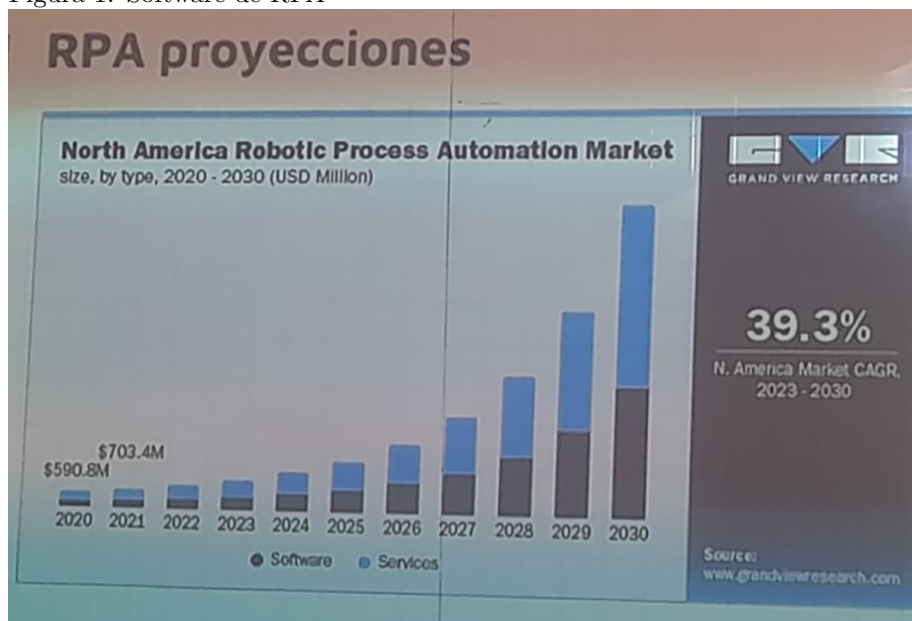 RPA proyecciones
North America Robotic Process Automation Market
size, by type, 2020 - 2030 (USD Million)
GRAND VIEW RESEARCH
39.3%
N. America Market CAGR,
2023 - 2030
$703.4M
$590.8M
2020 2021 2022 2023 2024 2025 2026 2027 2028 2029 2030
Software Services
Source:
www.grandviewresearch.com